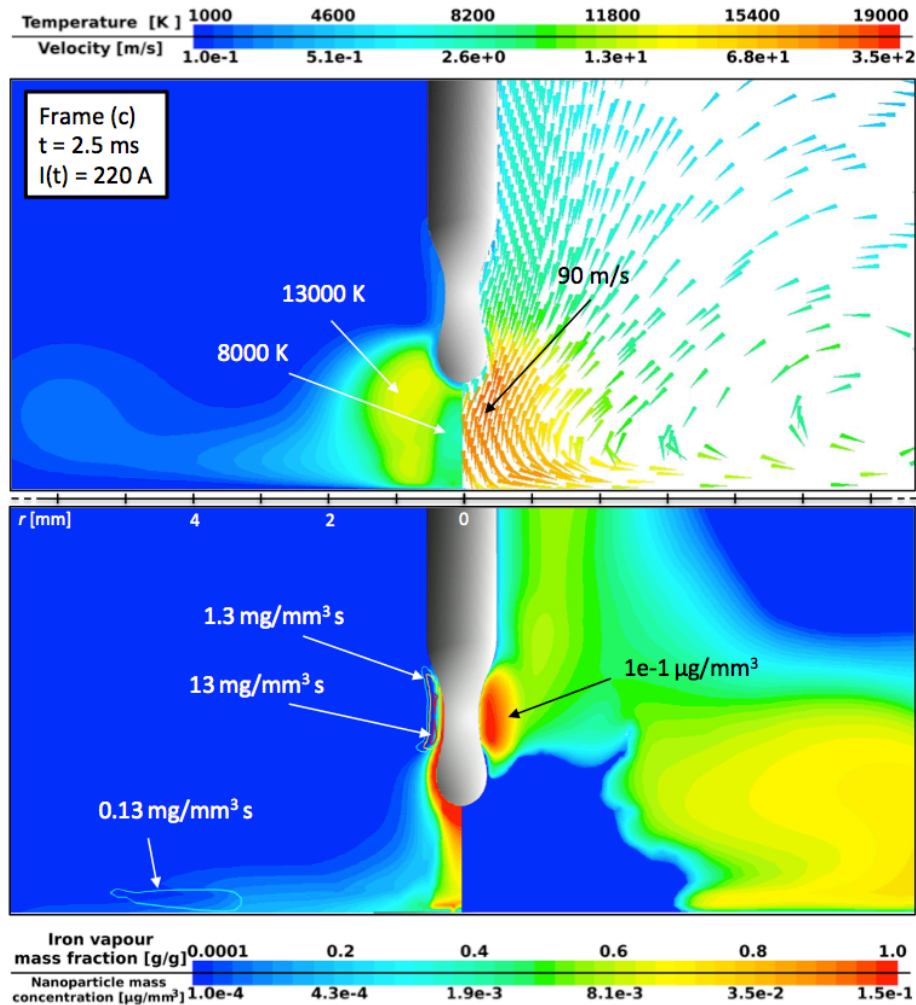 Temperature [K] 1000 4600 8200 11800 15400 19000
Velocity [m/s] 1.0e-1 5.1e-1 2.6e+0 1.3e+1 6.8e+1 3.5e+2
Frame (c)
t = 2.5 ms
I(t) = 220 A
90 m/s
13000 K
8000 K
r [mm] 4 2 0
1.3 mg/mm³ s
13 mg/mm³ s
1e-1 µg/mm³
0.13 mg/mm³ s
Iron vapour
mass fraction [g/g] 0.0001 0.2 0.4 0.6 0.8 1.0
Nanoparticle mass
concentration [µg/mm³] 1.0e-4 4.3e-4 1.9e-3 8.1e-3 3.5e-2 1.5e-1